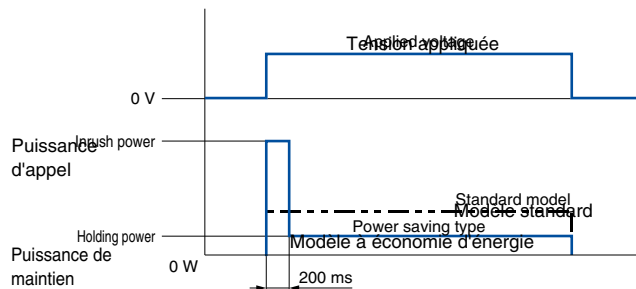 Applied voltage
Tension appliquée
0 V
Inrush power
Puissance
d'appel
Standard model
Modèle standard
Power saving type
Holding power
Modèle à économie d'énergie
Puissance de
maintien
0 W
200 ms